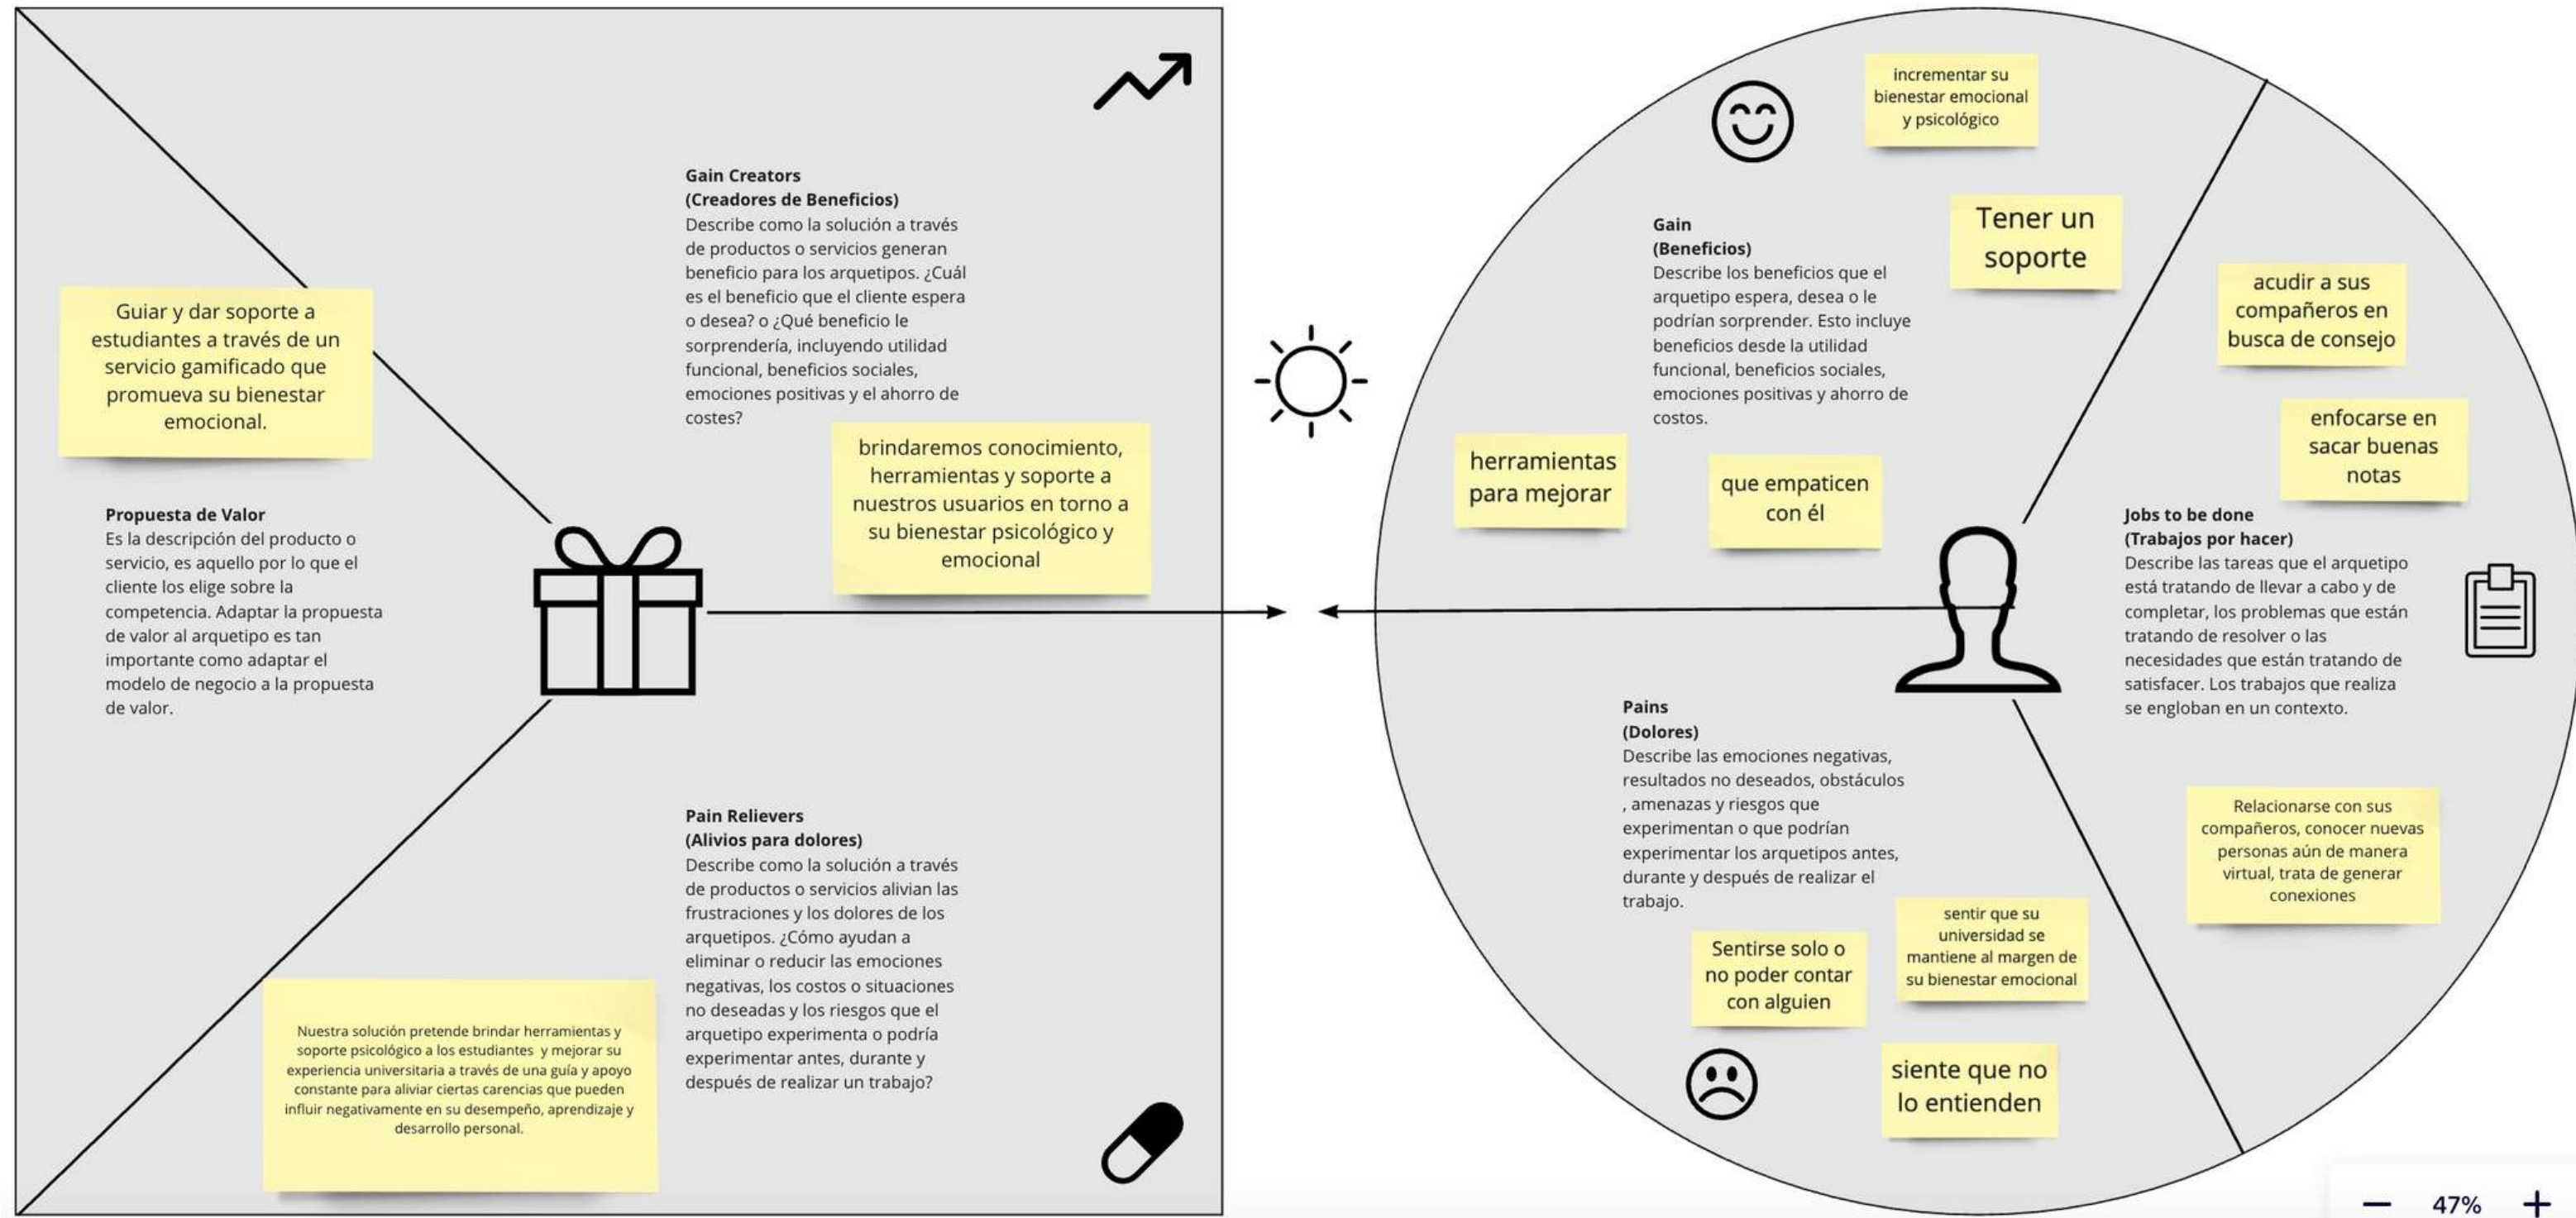 Guiar y dar soporte a
estudiantes a través de un
servicio gamificado que
promueva su bienestar
emocional.
Propuesta de Valor
Es la descripción del producto o
servicio, es aquello por lo que el
cliente los elige sobre la
competencia. Adaptar la propuesta
de valor al arquetipo es tan
importante como adaptar el
modelo de negocio a la propuesta
de valor.
Gain Creators
(Creadores de Beneficios)
Describe como la solución a través
de productos o servicios generan
beneficio para los arquetipos. ¿Cuál
es el beneficio que el cliente espera
o desea? o ¿Qué beneficio le
sorprendería, incluyendo utilidad
funcional, beneficios sociales,
emociones positivas y el ahorro de
costes?
brindaremos conocimiento,
herramientas y soporte a
nuestros usuarios en torno a
su bienestar psicológico y
emocional
Pain Relievers
(Alivios para dolores)
Describe como la solución a través
de productos o servicios alivian las
frustraciones y los dolores de los
arquetipos. ¿Cómo ayudan a
eliminar o reducir las emociones
negativas, los costos o situaciones
no deseadas y los riesgos que el
arquetipo experimenta o podría
experimentar antes, durante y
después de realizar un trabajo?
Nuestra solución pretende brindar herramientas y
soporte psicológico a los estudiantes y mejorar su
experiencia universitaria a través de una guía y apoyo
constante para aliviar ciertas carencias que pueden
influir negativamente en su desempeño, aprendizaje y
desarrollo personal.
incrementar su
bienestar emocional
y psicológico
Tener un
soporte
Gain
(Beneficios)
Describe los beneficios que el
arquetipo espera, desea o le
podrían sorprender. Esto incluye
beneficios desde la utilidad
funcional, beneficios sociales,
emociones positivas y ahorro de
costos.
herramientas
para mejorar
que empaticen
con él
acudir a sus
compañeros en
busca de consejo
enfocarse en
sacar buenas
notas
Jobs to be done
(Trabajos por hacer)
Describe las tareas que el arquetipo
está tratando de llevar a cabo y de
completar, los problemas que están
tratando de resolver o las
necesidades que están tratando de
satisfacer. Los trabajos que realiza
se engloban en un contexto.
Relacionarse con sus
compañeros, conocer nuevas
personas aún de manera
virtual, trata de generar
conexiones
Pains
(Dolores)
Describe las emociones negativas,
resultados no deseados, obstáculos
, amenazas y riesgos que
experimentan o que podrían
experimentar los arquetipos antes,
durante y después de realizar el
trabajo.
Sentirse solo o
no poder contar
con alguien
sentir que su
universidad se
mantiene al margen de
su bienestar emocional
siente que no
lo entienden
47%